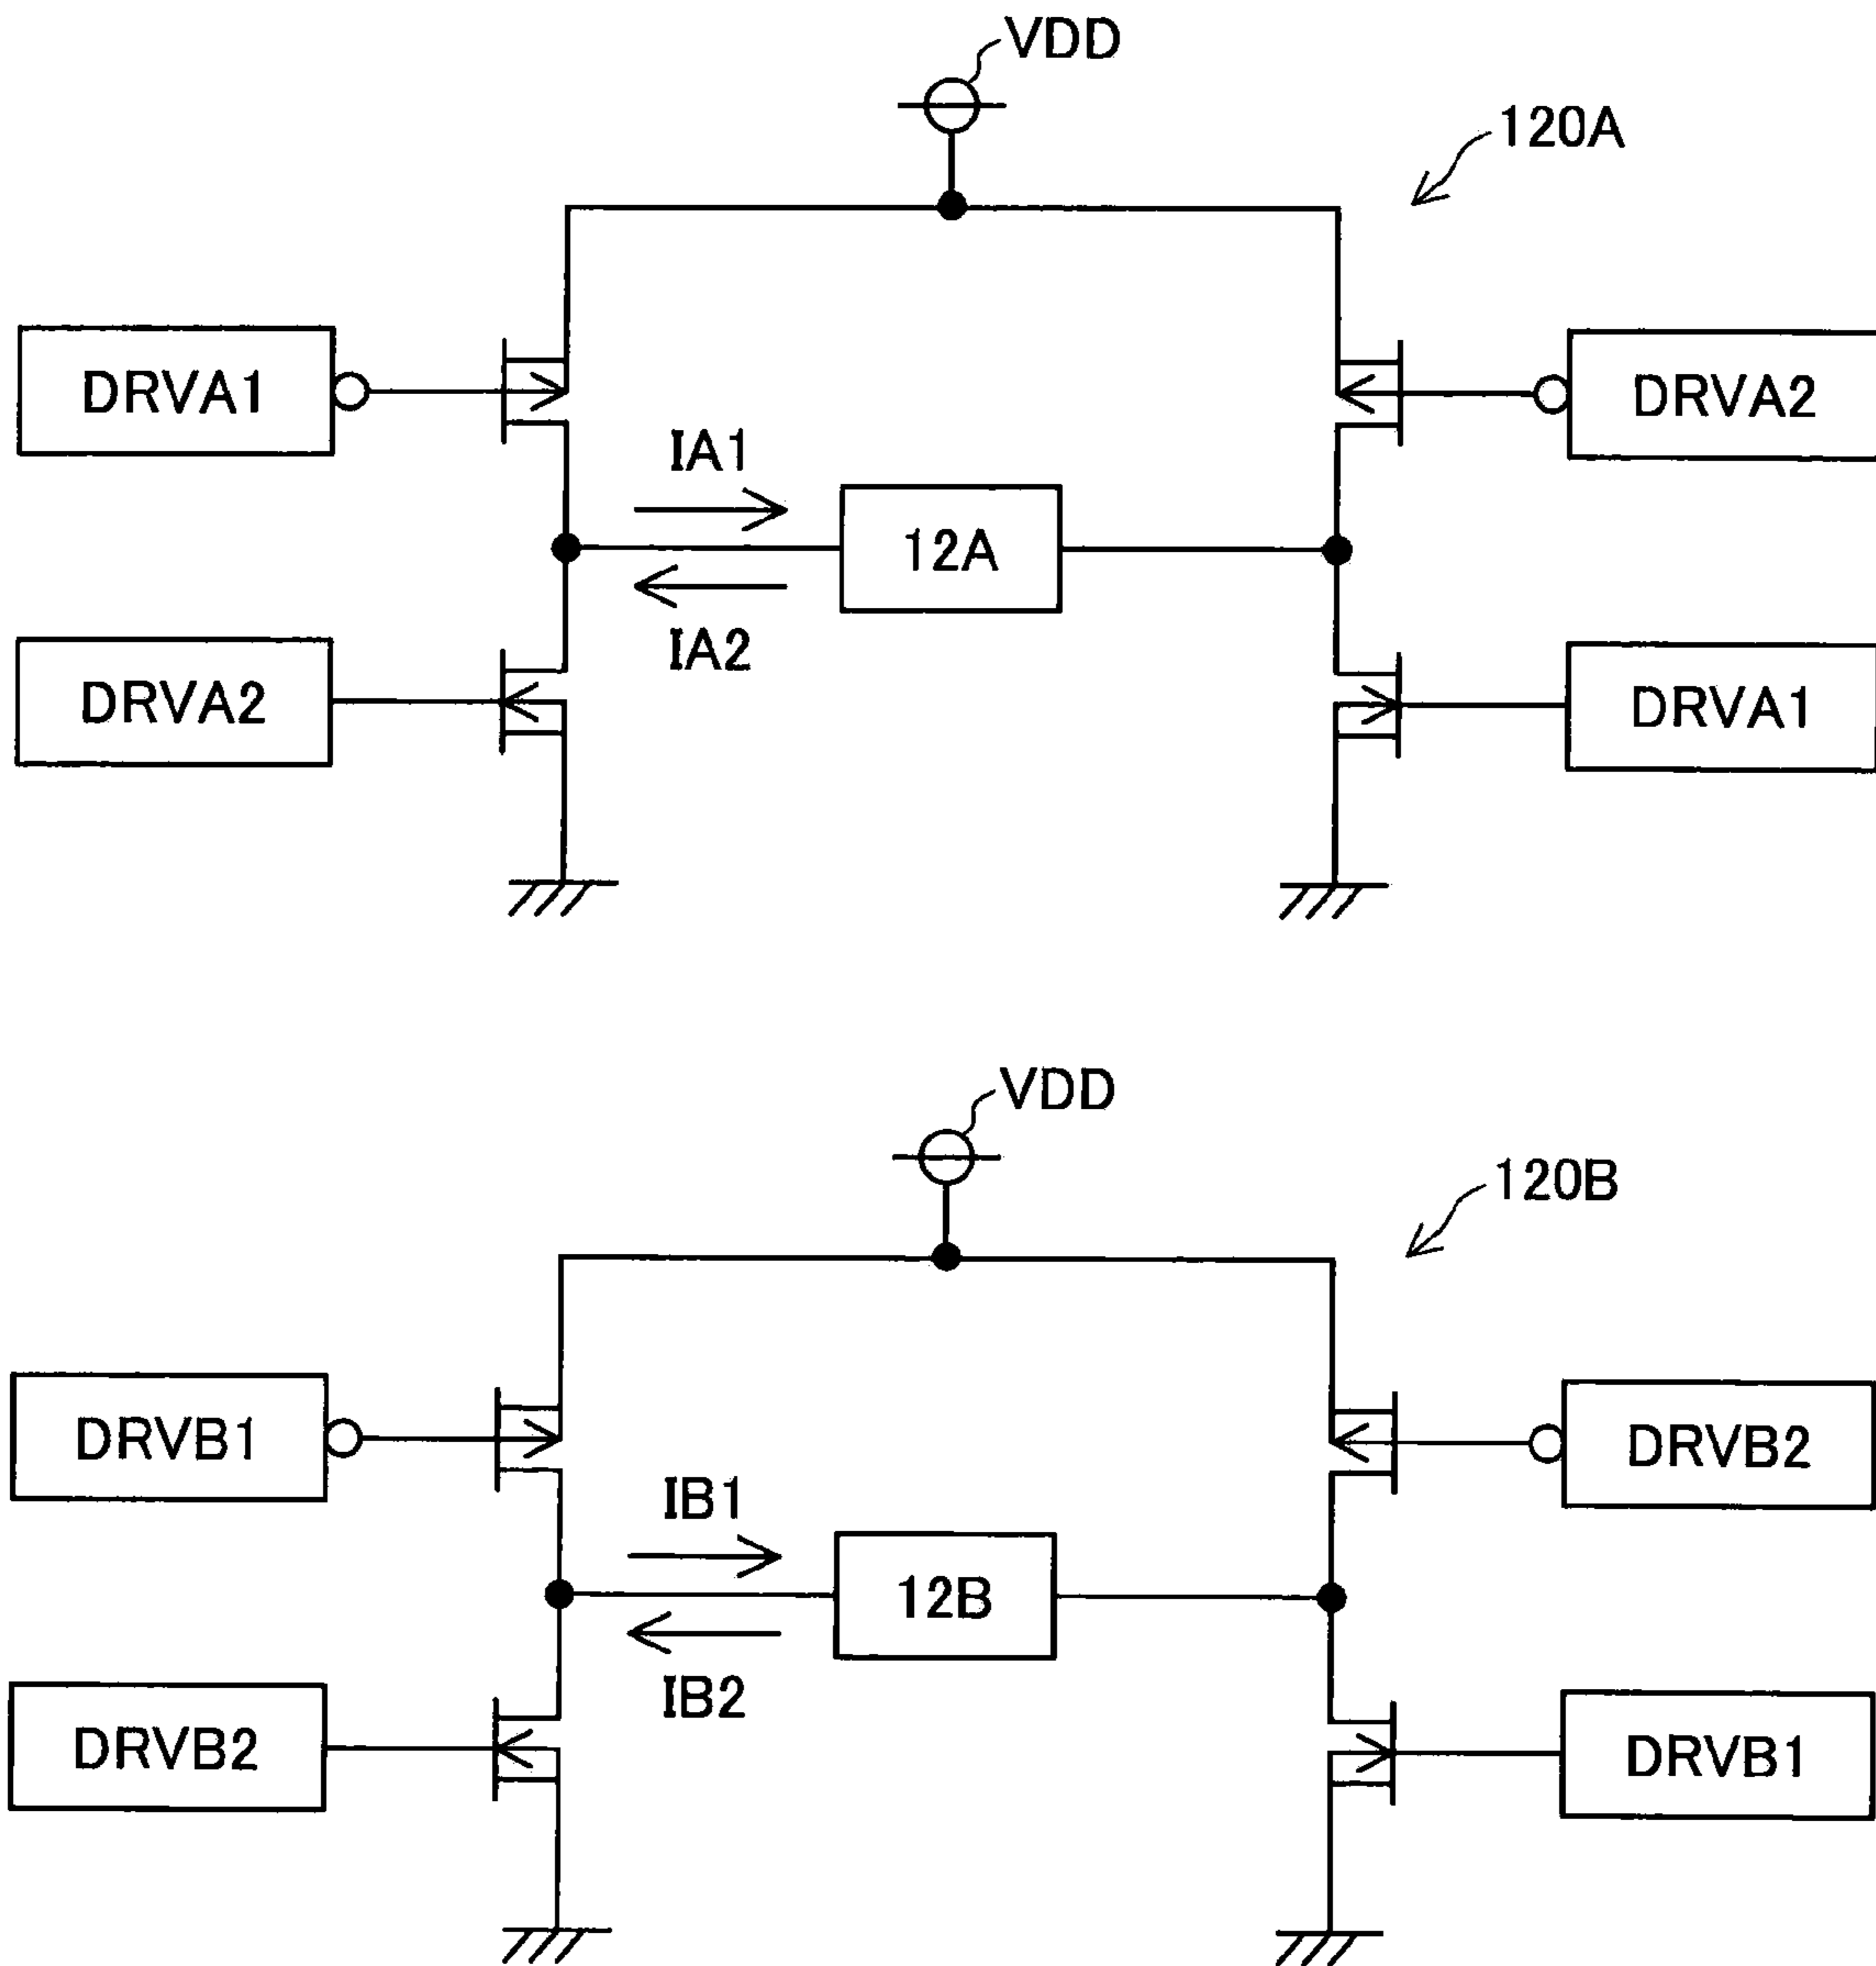 VDD
120A
DRVA1
DRVA2
IA1
12A
IA2
DRVA2
DRVA1
VDD
120B
DRVB1
DRVB2
IB1
12B
IB2
DRVB2
DRVB1